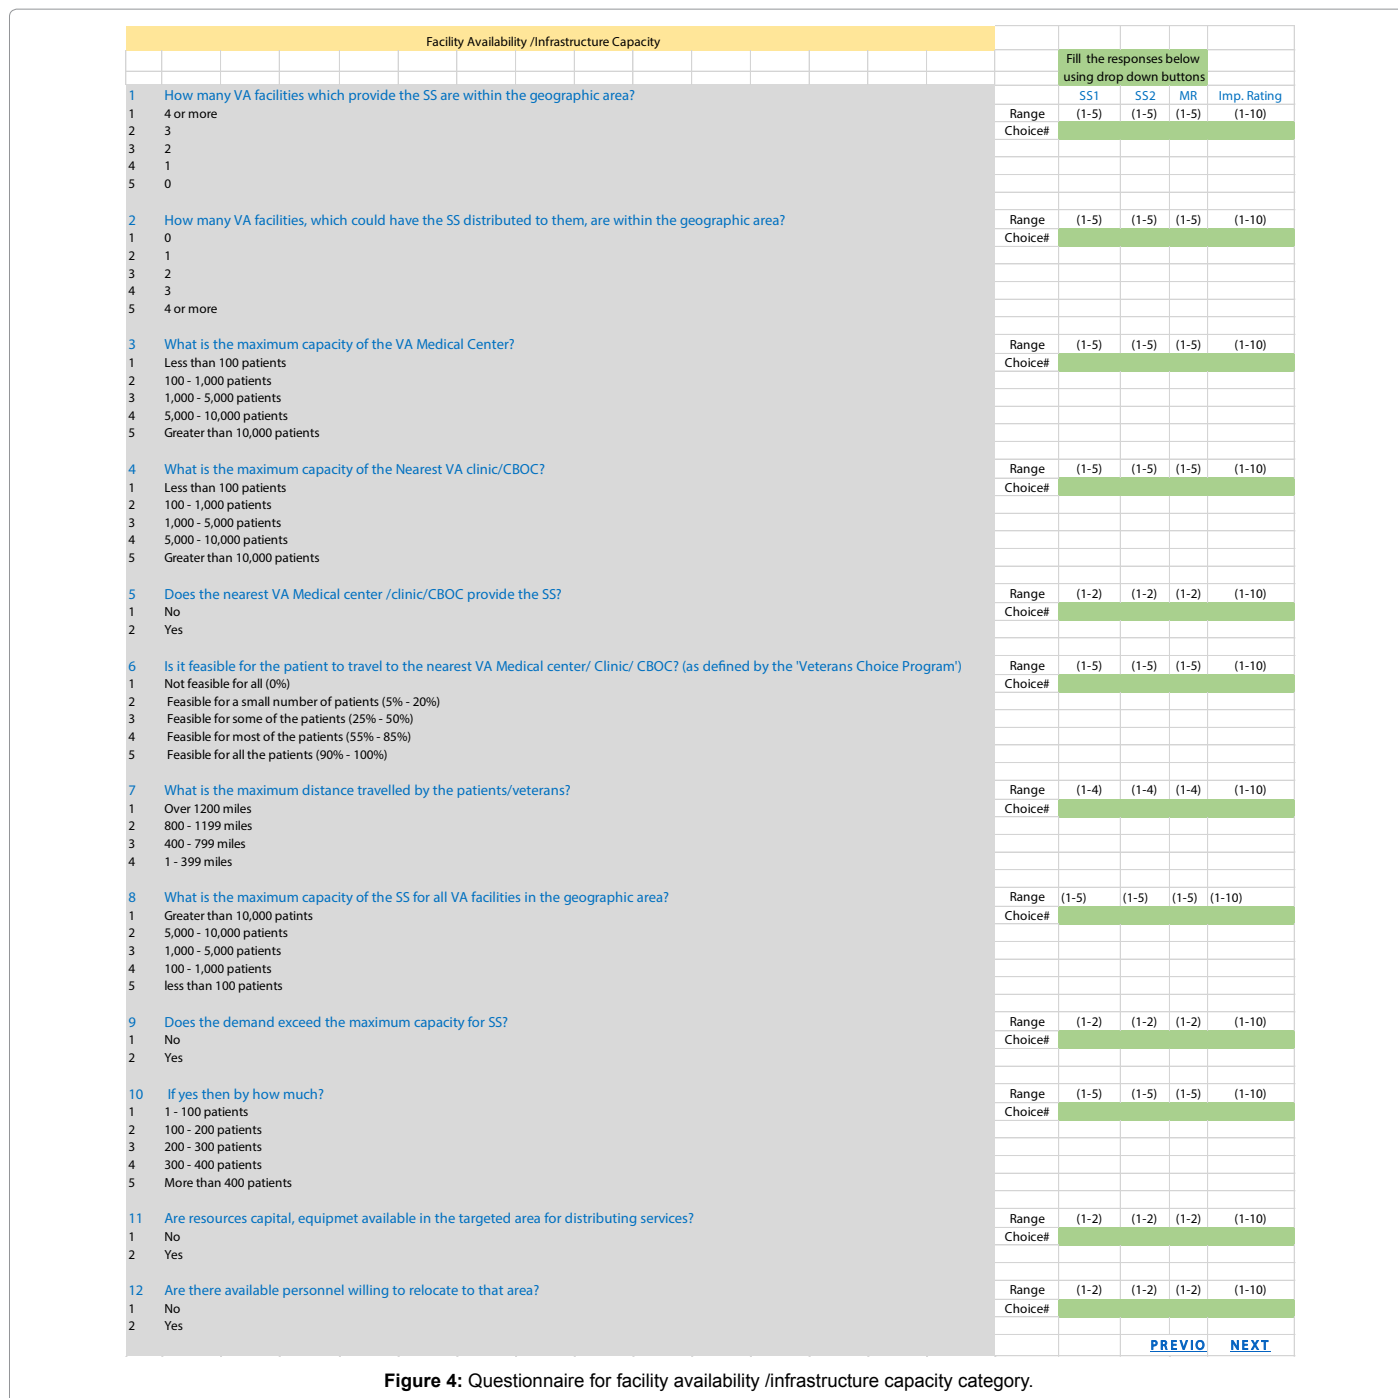 Facility Availability /Infrastructure Capacity
Fill the responses below
using drop down buttons
1 How many VA facilities which provide the SS are within the geographic area? SS1 SS2 MR Imp. Rating
1 4 or more Range (1-5) (1-5) (1-5) (1-10)
2 3 Choice#
3 2
4 1
5 0
2 How many VA facilities, which could have the SS distributed to them, are within the geographic area? Range (1-5) (1-5) (1-5) (1-10)
1 0 Choice#
2 1
3 2
4 3
5 4 or more
3 What is the maximum capacity of the VA Medical Center? Range (1-5) (1-5) (1-5) (1-10)
1 Less than 100 patients Choice#
2 100 - 1,000 patients
3 1,000 - 5,000 patients
4 5,000 - 10,000 patients
5 Greater than 10,000 patients
4 What is the maximum capacity of the Nearest VA clinic/CBOC? Range (1-5) (1-5) (1-5) (1-10)
1 Less than 100 patients Choice#
2 100 - 1,000 patients
3 1,000 - 5,000 patients
4 5,000 - 10,000 patients
5 Greater than 10,000 patients
5 Does the nearest VA Medical center /clinic/CBOC provide the SS? Range (1-2) (1-2) (1-2) (1-10)
1 No Choice#
2 Yes
6 Is it feasible for the patient to travel to the nearest VA Medical center/ Clinic/ CBOC? (as defined by the 'Veterans Choice Program') Range (1-5) (1-5) (1-5) (1-10)
1 Not feasible for all (0%) Choice#
2 Feasible for a small number of patients (5% - 20%)
3 Feasible for some of the patients (25% - 50%)
4 Feasible for most of the patients (55% - 85%)
5 Feasible for all the patients (90% - 100%)
7 What is the maximum distance travelled by the patients/veterans? Range (1-4) (1-4) (1-4) (1-10)
1 Over 1200 miles Choice#
2 800 - 1199 miles
3 400 - 799 miles
4 1 - 399 miles
8 What is the maximum capacity of the SS for all VA facilities in the geographic area? Range (1-5) (1-5) (1-5) (1-10)
1 Greater than 10,000 patints Choice#
2 5,000 - 10,000 patients
3 1,000 - 5,000 patients
4 100 - 1,000 patients
5 less than 100 patients
9 Does the demand exceed the maximum capacity for SS? Range (1-2) (1-2) (1-2) (1-10)
1 No Choice#
2 Yes
10 If yes then by how much? Range (1-5) (1-5) (1-5) (1-10)
1 1 - 100 patients Choice#
2 100 - 200 patients
3 200 - 300 patients
4 300 - 400 patients
5 More than 400 patients
11 Are resources capital, equipmet available in the targeted area for distributing services? Range (1-2) (1-2) (1-2) (1-10)
1 No Choice#
2 Yes
12 Are there available personnel willing to relocate to that area? Range (1-2) (1-2) (1-2) (1-10)
1 No Choice#
2 Yes
PREVIO NEXT
Figure 4: Questionnaire for facility availability /infrastructure capacity category.